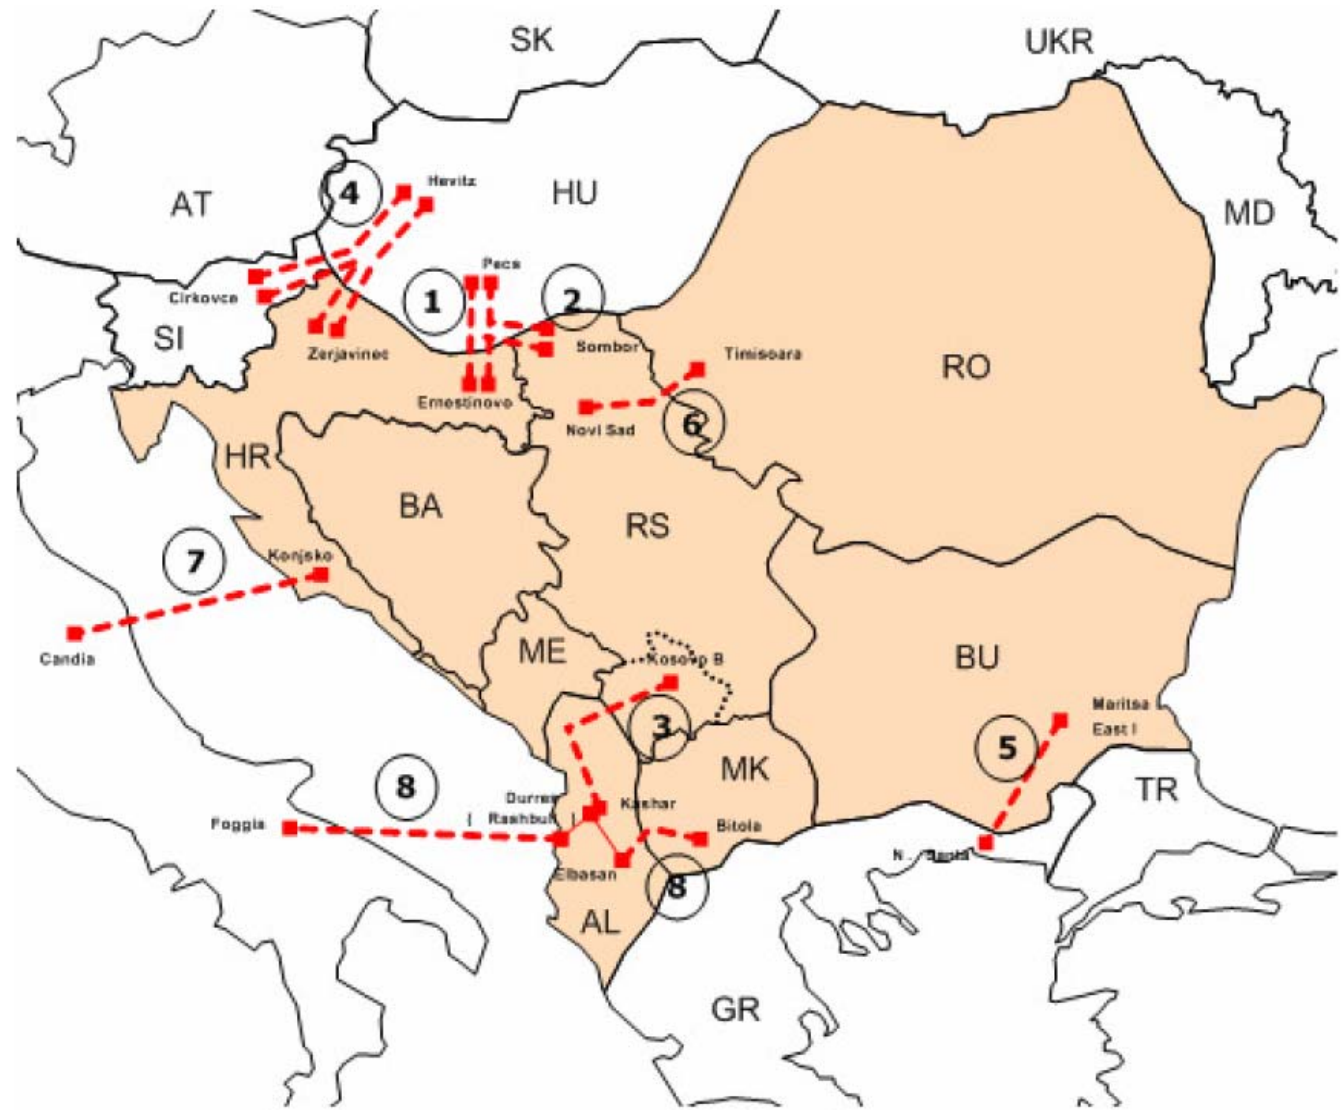 SK
UKR
Hevitz
4
AT
HU
MD
Pecs
Cirkovce
1
2
SI
Zerjavinec
Sombor
Timisoara
RO
Ernestinovo
Novi Sad
6
HR
BA
RS
7
Konjsko
Candia
ME
Kosovo B
BU
3
Maritsa
East I
5
8
MK
TR
Durres
Kashar
( Rashbull )
Foggia
Bitola
N. Santa
Elbasan
8
AL
GR